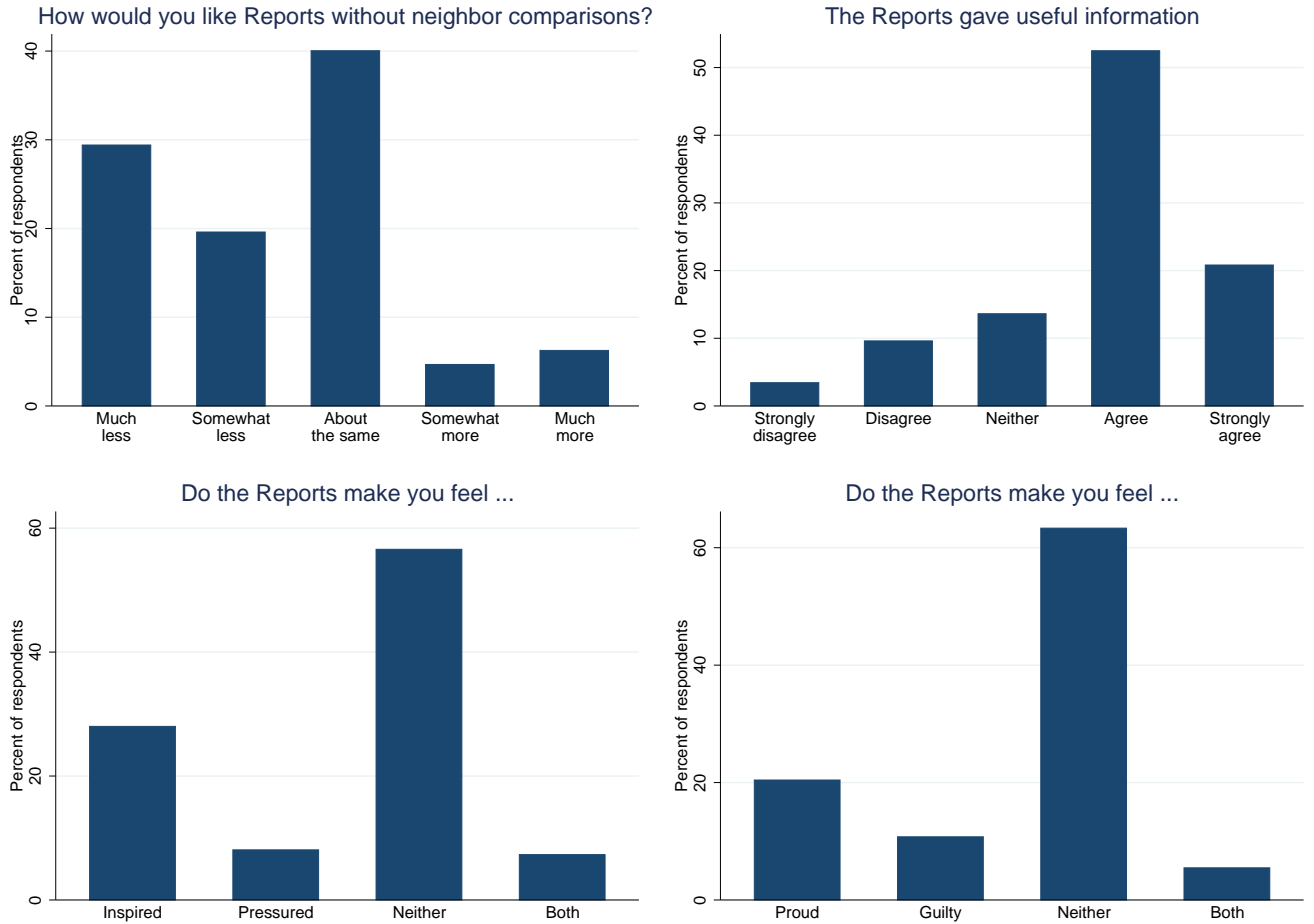 How would you like Reports without neighbor comparisons?
Percent of respondents
0
10
20
30
40
Much
less
Somewhat
less
About
the same
Somewhat
more
Much
more
The Reports gave useful information
Percent of respondents
0
10
20
30
40
50
Strongly
disagree
Disagree
Neither
Agree
Strongly
agree
Do the Reports make you feel ...
Percent of respondents
0
20
40
60
Inspired
Pressured
Neither
Both
Do the Reports make you feel ...
Percent of respondents
0
20
40
60
Proud
Guilty
Neither
Both